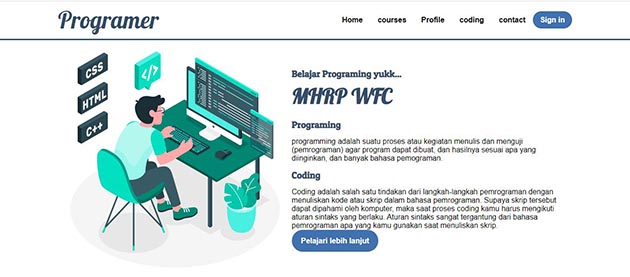 Programer
Home courses Profile coding contact Sign in
CSS
</>
HTML
C++
Belajar Programing yukk...
MHRP WFC
Programing
programming adalah suatu proses atau kegiatan menulis dan menguji
(pemrograman) agar program dapat dibuat, dan hasilnya sesuai apa yang
diinginkan, dan banyak bahasa pemograman.
Coding
Coding adalah salah satu tindakan dari langkah-langkah pemrograman dengan
menuliskan kode atau skrip dalam bahasa pemrograman. Supaya skrip tersebut
dapat dipahami oleh komputer, maka saat proses coding kamu harus mengikuti
aturan sintaks yang berlaku. Aturan sintaks sangat tergantung dari bahasa
pemrograman apa yang kamu gunakan saat menuliskan skrip.
Pelajari lebih lanjut